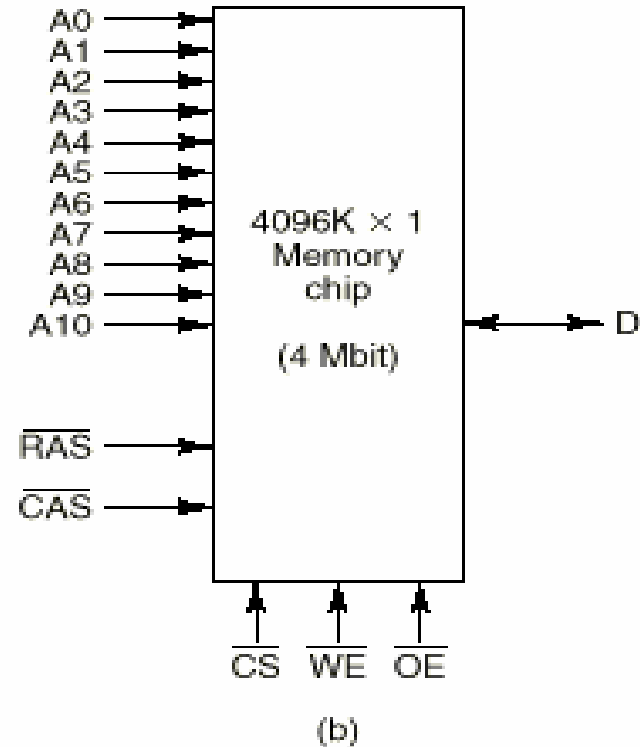 A0
A1
A2
A3
A4
A5
A6
A7
A8
A9
A10
4096K × 1
Memory
chip
(4 Mbit)
D
RAS
CAS
CS WE OE
(b)